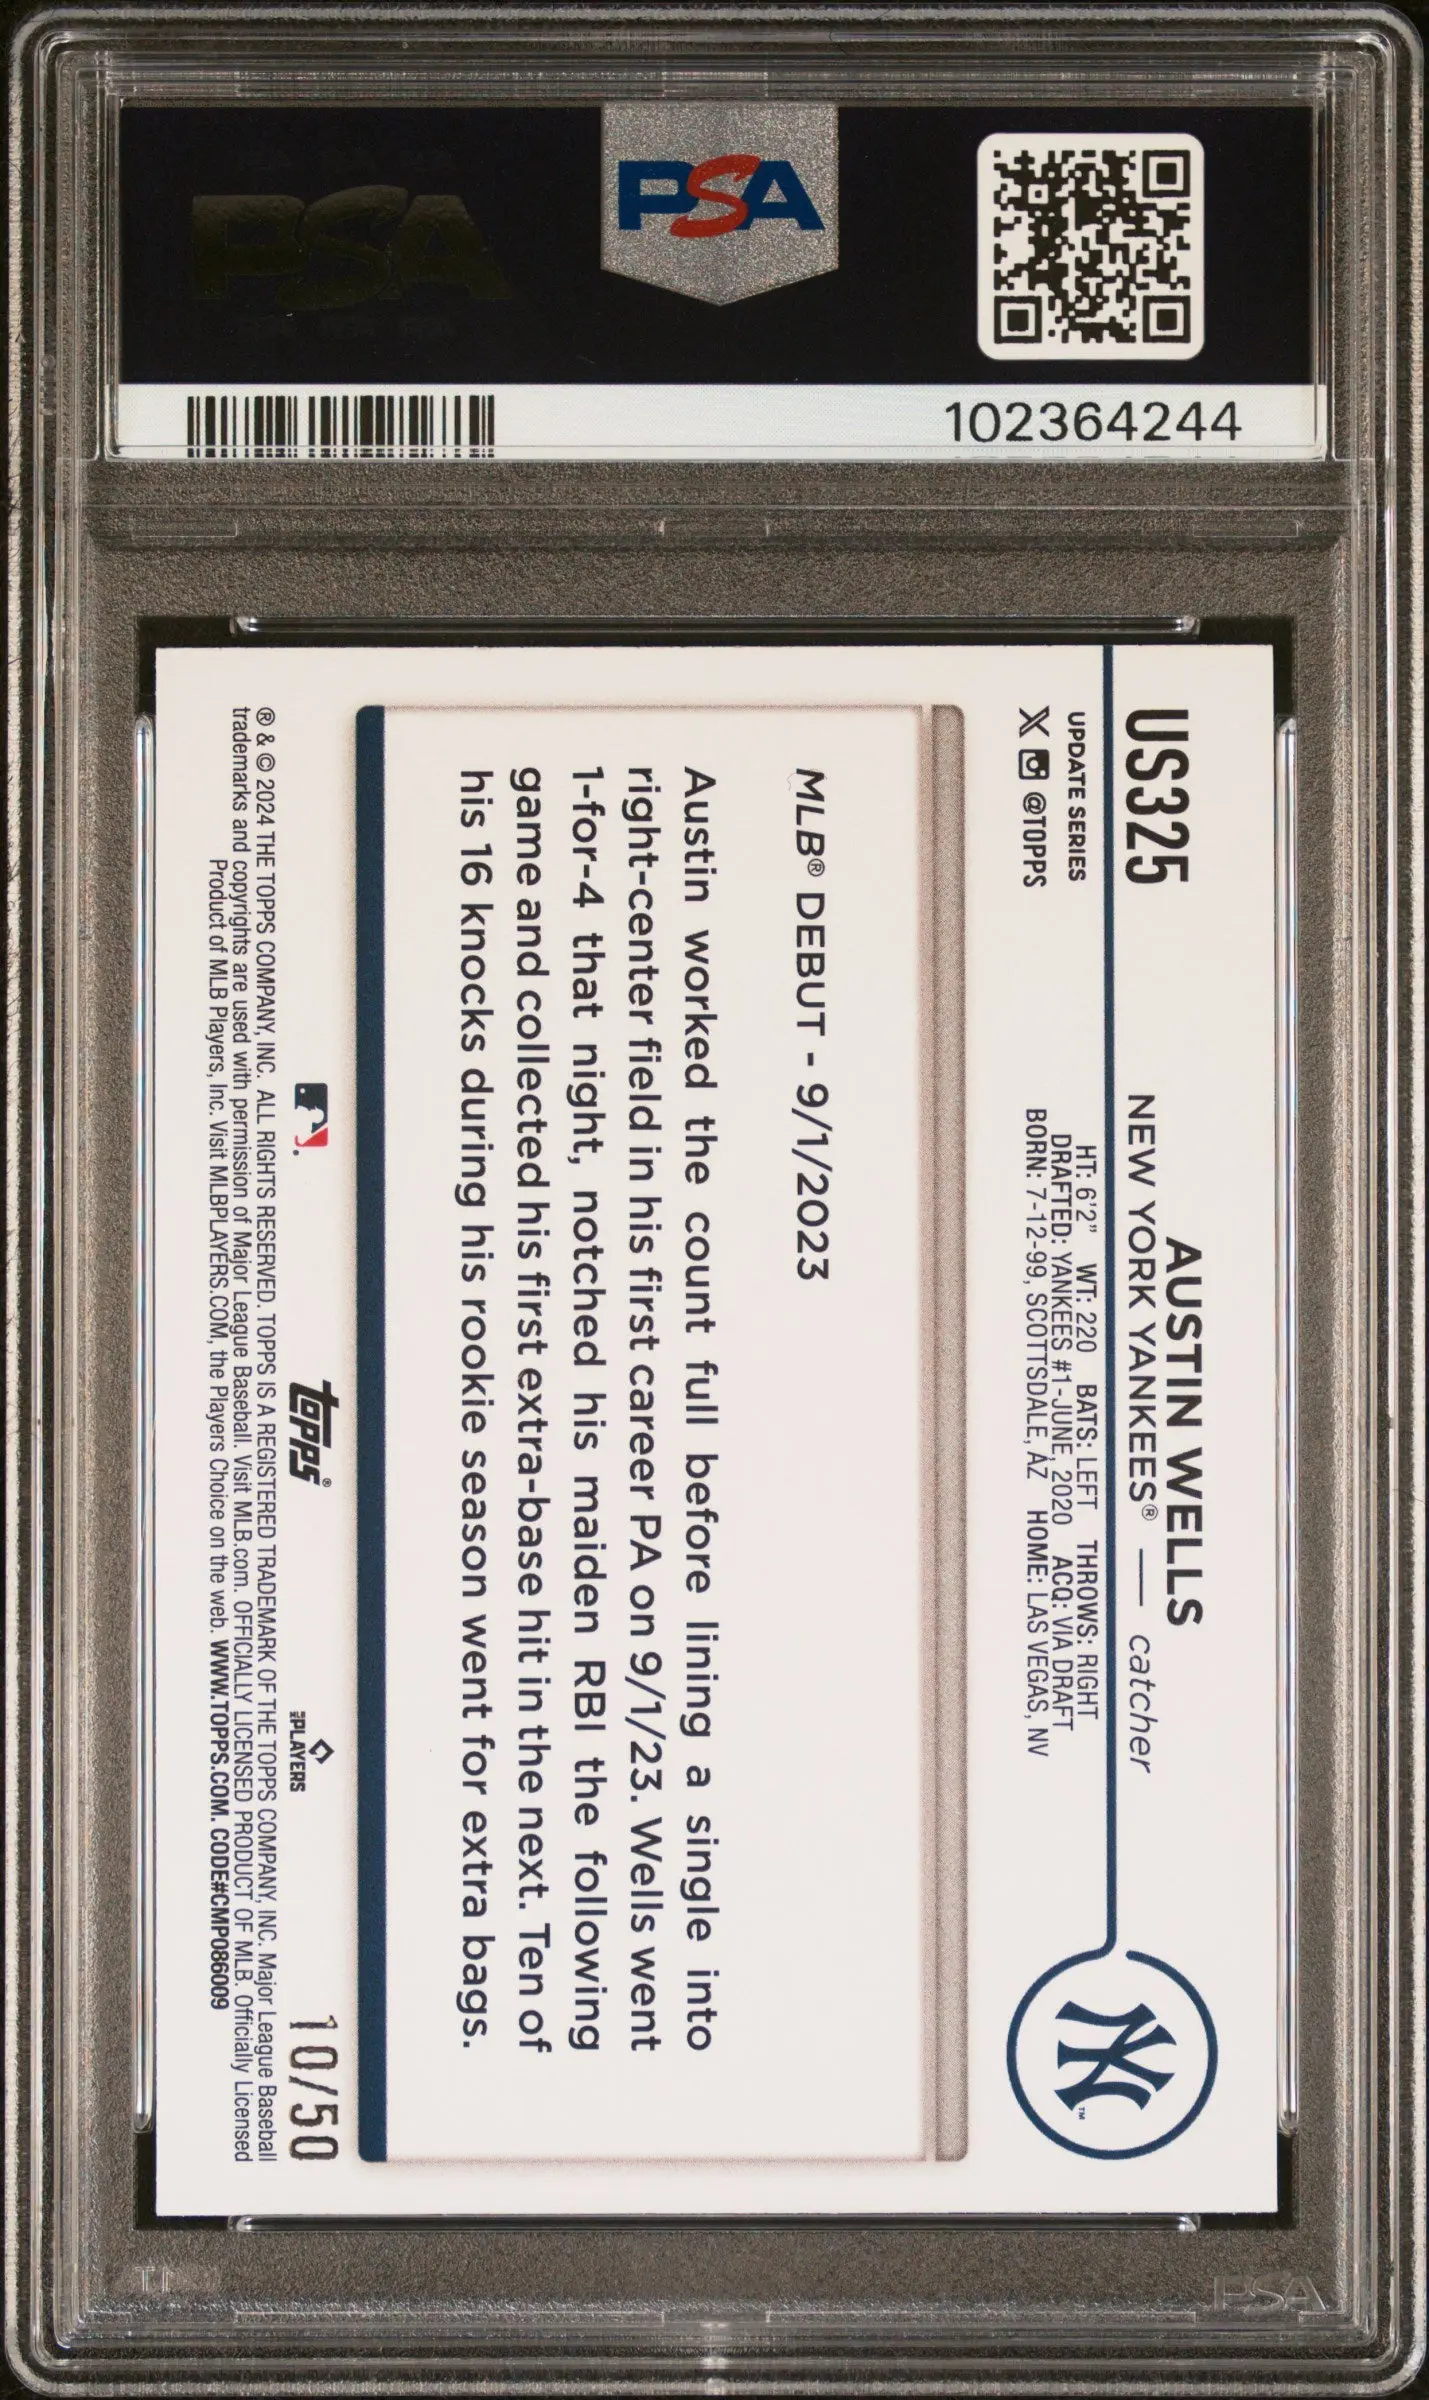 PSA
PSA
102364244
US325
UPDATE SERIES
X @TOPPS
AUSTIN WELLS
NEW YORK YANKEES® — catcher
HT: 6'2" WT: 220 BATS: LEFT THROWS: RIGHT
DRAFTED: YANKEES #1-JUNE, 2020 ACQ: VIA DRAFT
BORN: 7-12-99, SCOTTSDALE, AZ HOME: LAS VEGAS, NV
NY™
MLB® DEBUT - 9/1/2023
Austin worked the count full before lining a single into
right-center field in his first career PA on 9/1/23. Wells went
1-for-4 that night, notched his maiden RBI the following
game and collected his first extra-base hit in the next. Ten of
his 16 knocks during his rookie season went for extra bags.
topps®
PLAYERS
10/50
® & © 2024 THE TOPPS COMPANY, INC. ALL RIGHTS RESERVED. TOPPS IS A REGISTERED TRADEMARK OF THE TOPPS COMPANY, INC. Major League Baseball
trademarks and copyrights are used with permission of Major League Baseball. Visit MLB.com. OFFICIALLY LICENSED PRODUCT OF MLB. Officially Licensed
Product of MLB Players, Inc. Visit MLBPLAYERS.COM, the Players Choice on the web. WWW.TOPPS.COM. CODE#CMP086009
PSA